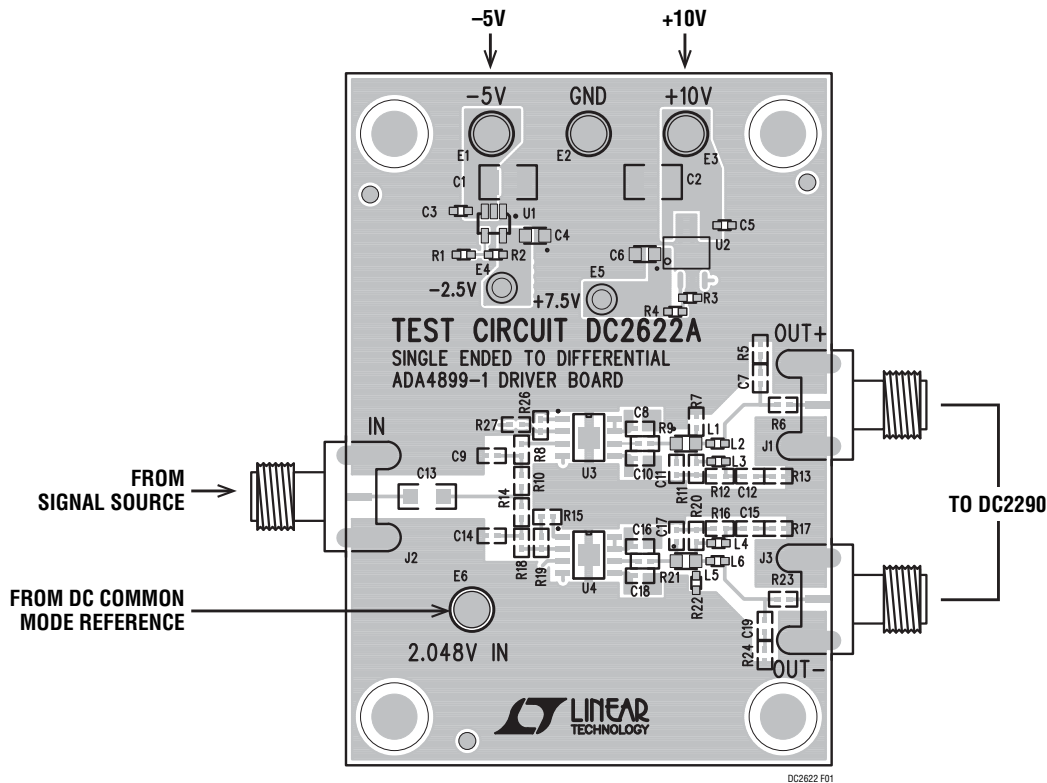 –5V
+10V
-5V
GND
+10V
E1
E2
E3
C1
C2
C3
U1
C4
C5
U2
C6
R1
R2
E4
E5
-2.5V
+7.5V
R3
R4
TEST CIRCUIT DC2622A
SINGLE ENDED TO DIFFERENTIAL
ADA4899-1 DRIVER BOARD
OUT+
R5
C7
R6
J1
R26
R27
C8
R7
R9
L1
L2
L3
IN
C9
R8
U3
C10
C11
R11
R20
R12
C12
R13
FROM
SIGNAL SOURCE
C13
R10
R14
R15
TO DC2290
C14
C16
C17
R16
C15
R17
L4
L6
J3
J2
R18
R19
U4
R21
C18
L5
R22
R23
C19
R24
OUT-
FROM DC COMMON
MODE REFERENCE
E6
2.048V IN
LINEAR
TECHNOLOGY
DC2622 F01